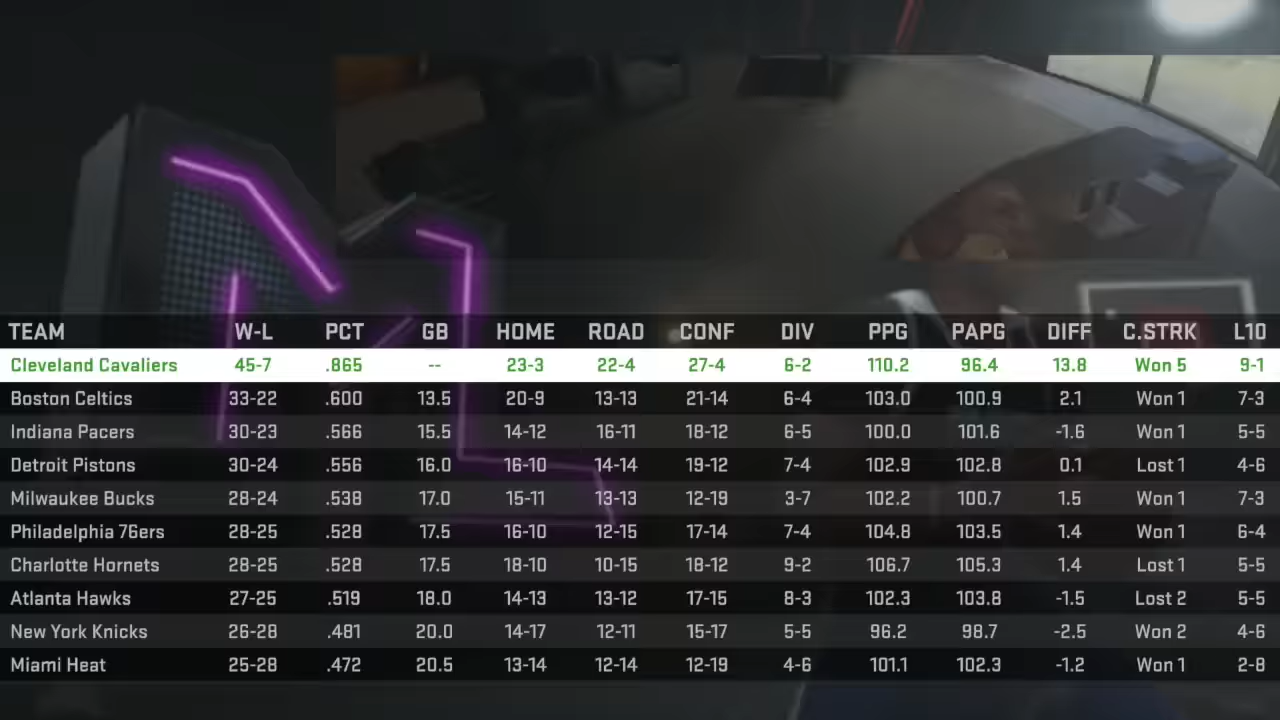 TEAM W-L PCT GB HOME ROAD CONF DIV PPG PAPG DIFF C.STRK L10
Cleveland Cavaliers 45-7 .865 -- 23-3 22-4 27-4 6-2 110.2 96.4 13.8 Won 5 9-1
Boston Celtics 33-22 .600 13.5 20-9 13-13 21-14 6-4 103.0 100.9 2.1 Won 1 7-3
Indiana Pacers 30-23 .566 15.5 14-12 16-11 18-12 6-5 100.0 101.6 -1.6 Won 1 5-5
Detroit Pistons 30-24 .556 16.0 16-10 14-14 19-12 7-4 102.9 102.8 0.1 Lost 1 4-6
Milwaukee Bucks 28-24 .538 17.0 15-11 13-13 12-19 3-7 102.2 100.7 1.5 Won 1 7-3
Philadelphia 76ers 28-25 .528 17.5 16-10 12-15 17-14 7-4 104.8 103.5 1.4 Won 1 6-4
Charlotte Hornets 28-25 .528 17.5 18-10 10-15 18-12 9-2 106.7 105.3 1.4 Lost 1 5-5
Atlanta Hawks 27-25 .519 18.0 14-13 13-12 17-15 8-3 102.3 103.8 -1.5 Lost 2 5-5
New York Knicks 26-28 .481 20.0 14-17 12-11 15-17 5-5 96.2 98.7 -2.5 Won 2 4-6
Miami Heat 25-28 .472 20.5 13-14 12-14 12-19 4-6 101.1 102.3 -1.2 Won 1 2-8